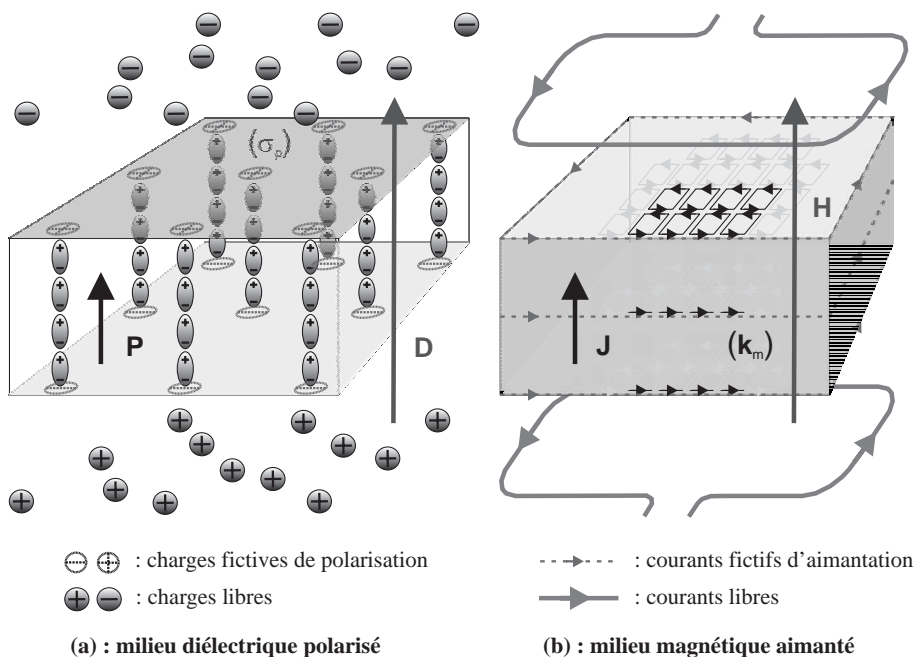 (σp)
P
D
H
J
(km)
: charges fictives de polarisation
: charges libres
(a) : milieu diélectrique polarisé
: courants fictifs d'aimantation
: courants libres
(b) : milieu magnétique aimanté